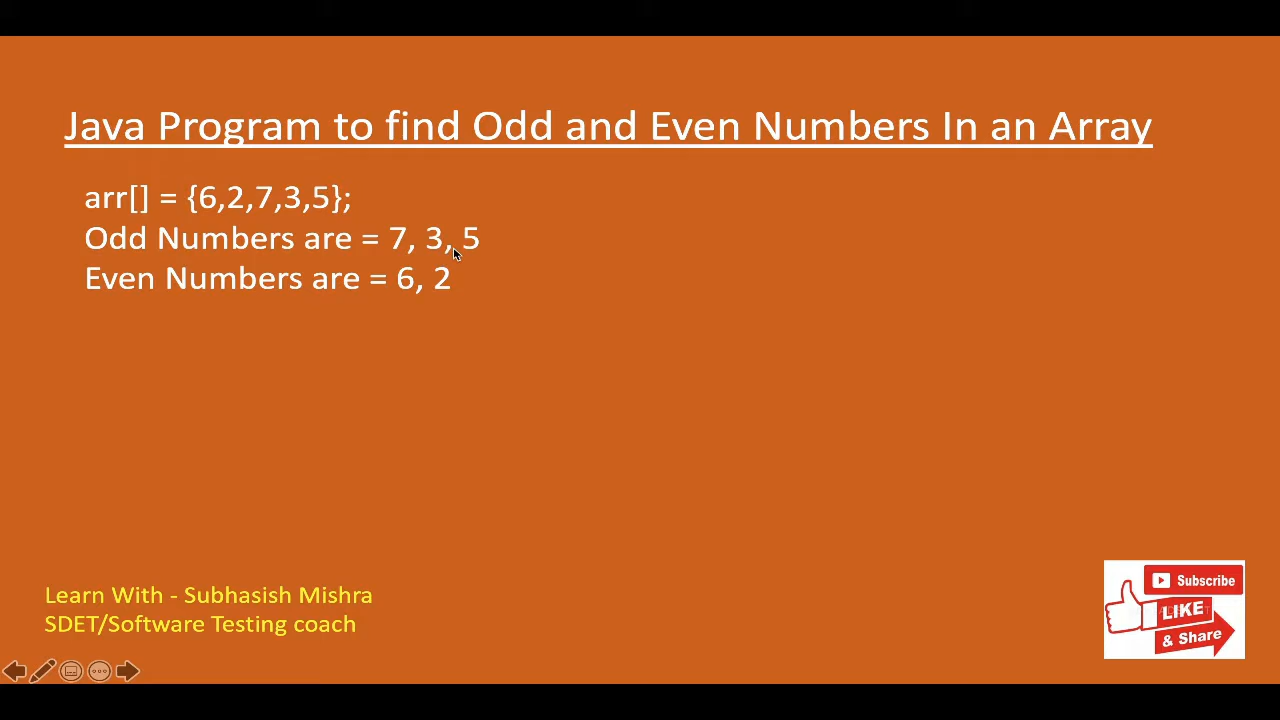 Java Program to find Odd and Even Numbers In an Array
arr[] = {6,2,7,3,5};
Odd Numbers are = 7, 3, 5
Even Numbers are = 6, 2
Learn With - Subhasish Mishra
SDET/Software Testing coach
Subscribe
LIKE
& Share